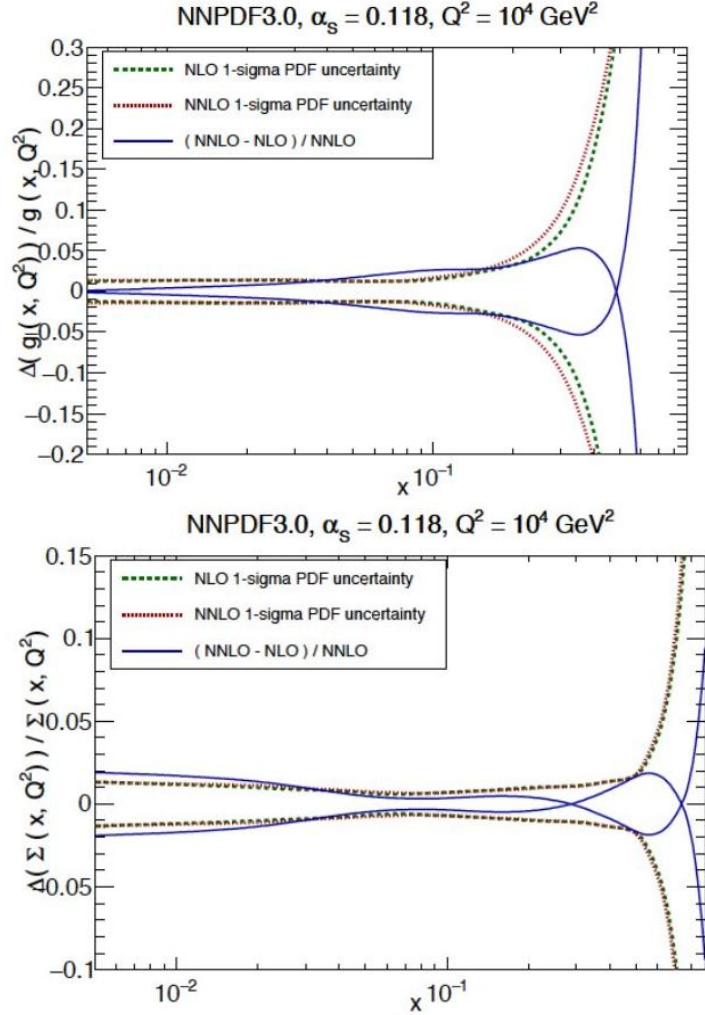 NNPDF3.0, αS = 0.118, Q² = 10⁴ GeV²
0.3
0.25
0.2
0.15
0.1
0.05
0
−0.05
−0.1
−0.15
−0.2
Δ( g( x, Q²) ) / g ( x, Q²)
NLO 1-sigma PDF uncertainty
NNLO 1-sigma PDF uncertainty
( NNLO - NLO ) / NNLO
10⁻²
10⁻¹
x
NNPDF3.0, αS = 0.118, Q² = 10⁴ GeV²
0.15
0.1
0.05
0
−0.05
−0.1
Δ( Σ ( x, Q²) ) / Σ ( x, Q²)
NLO 1-sigma PDF uncertainty
NNLO 1-sigma PDF uncertainty
( NNLO - NLO ) / NNLO
10⁻²
10⁻¹
x